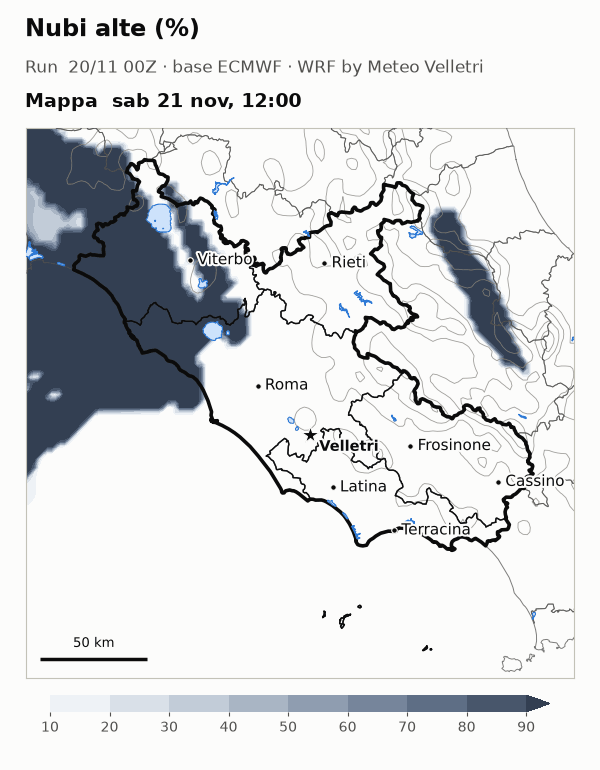 Nubi alte (%)
Run  20/11 00Z · base ECMWF · WRF by Meteo Velletri
Mappa  sab 21 nov, 12:00
Viterbo
Rieti
Roma
Velletri
Frosinone
Latina
Cassino
Terracina
50 km
10 20 30 40 50 60 70 80 90